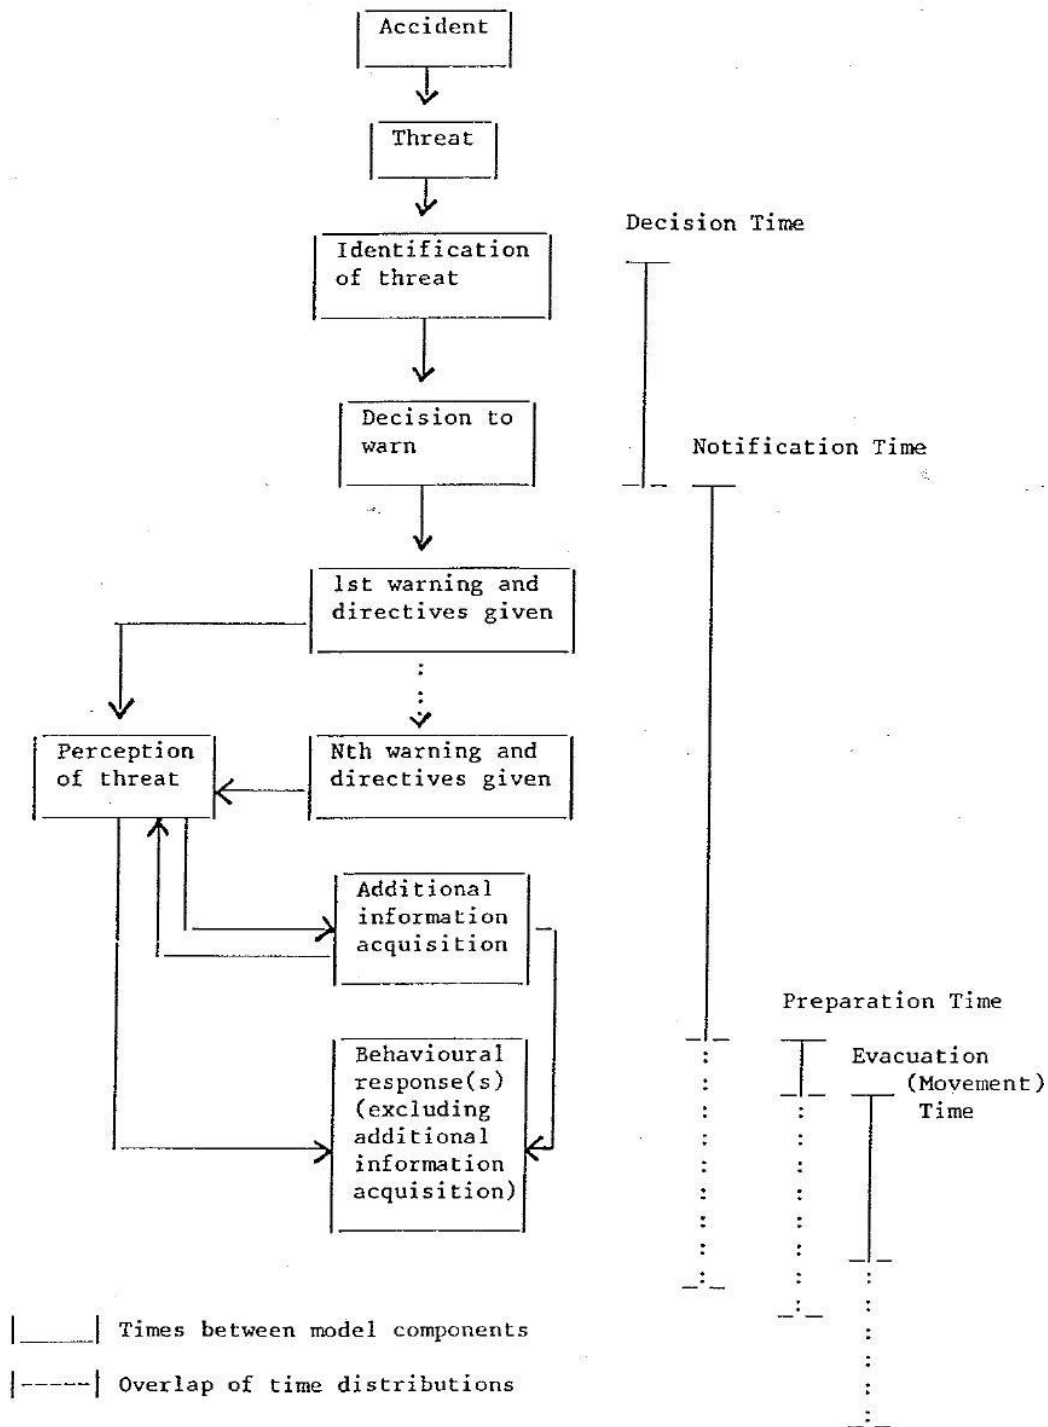 Accident
Threat
Identification
of threat
Decision Time
Decision to
warn
Notification Time
1st warning and
directives given
Perception
of threat
Nth warning and
directives given
Additional
information
acquisition
Preparation Time
Behavioural
response(s)
(excluding
additional
information
acquisition)
Evacuation
(Movement)
Time
Times between model components
Overlap of time distributions